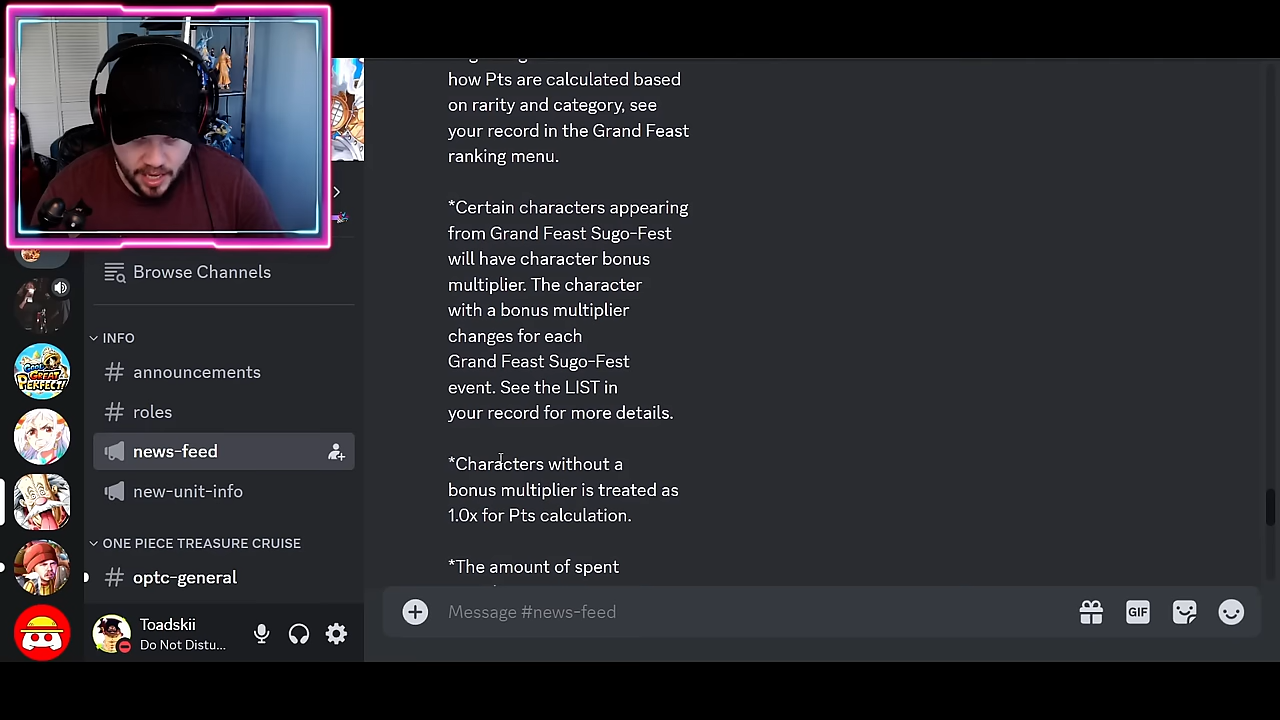 how Pts are calculated based
on rarity and category, see
your record in the Grand Feast
ranking menu.
*Certain characters appearing
from Grand Feast Sugo-Fest
will have character bonus
multiplier. The character
with a bonus multiplier
changes for each
Grand Feast Sugo-Fest
event. See the LIST in
your record for more details.
*Characters without a
bonus multiplier is treated as
1.0x for Pts calculation.
*The amount of spent
Browse Channels
INFO
announcements
roles
news-feed
new-unit-info
ONE PIECE TREASURE CRUISE
optc-general
GREAT
PERFECT!
Toadskii
Do Not Distu...
Message #news-feed
GIF